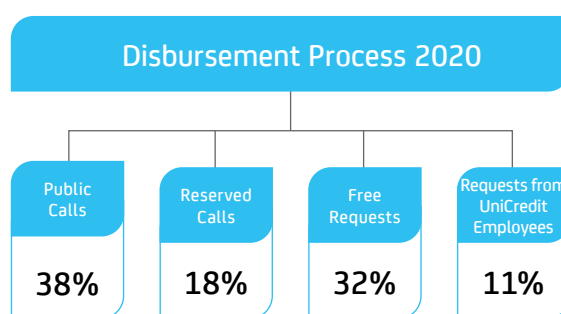 Disbursement Process 2020
Public
Calls
Reserved
Calls
Free
Requests
Requests from
UniCredit
Employees
38%
18%
32%
11%